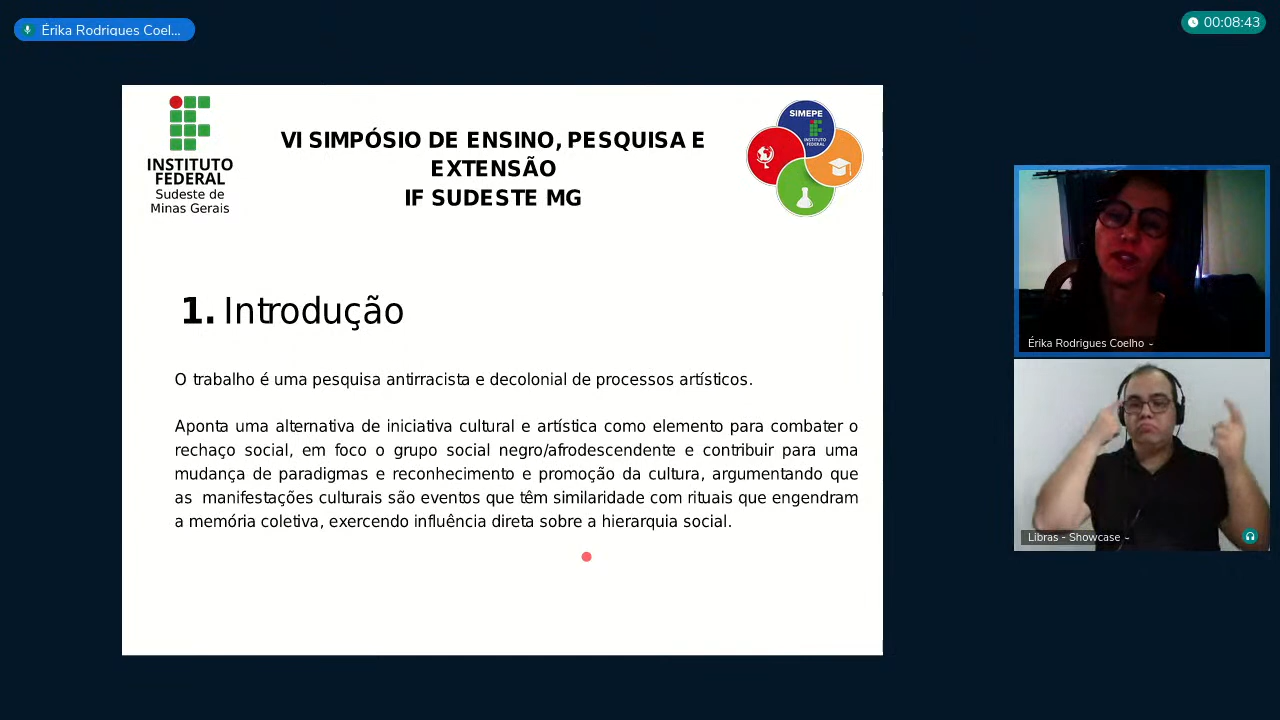 Érika Rodrigues Coel...
00:08:43
INSTITUTO
FEDERAL
Sudeste de
Minas Gerais
VI SIMPÓSIO DE ENSINO, PESQUISA E
EXTENSÃO
IF SUDESTE MG
SIMEPE
INSTITUTO
FEDERAL
1. Introdução
O trabalho é uma pesquisa antirracista e decolonial de processos artísticos.
Aponta uma alternativa de iniciativa cultural e artística como elemento para combater o
rechaço social, em foco o grupo social negro/afrodescendente e contribuir para uma
mudança de paradigmas e reconhecimento e promoção da cultura, argumentando que
as manifestações culturais são eventos que têm similaridade com rituais que engendram
a memória coletiva, exercendo influência direta sobre a hierarquia social.
Érika Rodrigues Coelho
Libras - Showcase